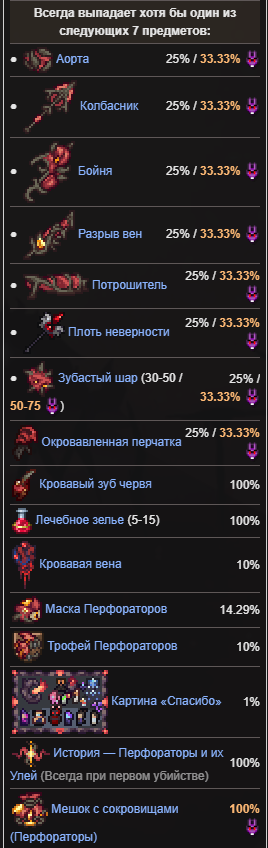 Всегда выпадает хотя бы один из
следующих 7 предметов:
Аорта 25% / 33.33%
Колбасник 25% / 33.33%
Бойня 25% / 33.33%
Разрыв вен 25% / 33.33%
Потрошитель 25% / 33.33%
Плоть неверности 25% / 33.33%
Зубастый шар (30-50 / 25% /
50-75 ) 33.33%
Окровавленная перчатка 25% / 33.33%
Кровавый зуб червя 100%
Лечебное зелье (5-15) 100%
Кровавая вена 10%
Маска Перфораторов 14.29%
Трофей Перфораторов 10%
Картина «Спасибо» 1%
История — Перфораторы и их
Улей (Всегда при первом убийстве) 100%
Мешок с сокровищами 100%
(Перфораторы)